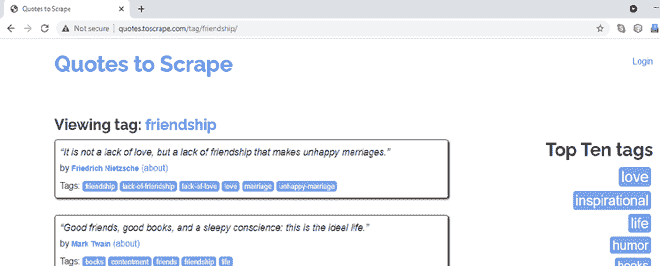 Quotes to Scrape
Not secure | quotes.toscrape.com/tag/friendship/
Quotes to Scrape
Login
Viewing tag: friendship
“It is not a lack of love, but a lack of friendship that makes unhappy marriages.”
by Friedrich Nietzsche (about)
Tags: friendship lack-of-friendship lack-of-love love marriage unhappy-marriage
“Good friends, good books, and a sleepy conscience: this is the ideal life.”
by Mark Twain (about)
Tags: books contentment friends friendship life
Top Ten tags
love
inspirational
life
humor
books